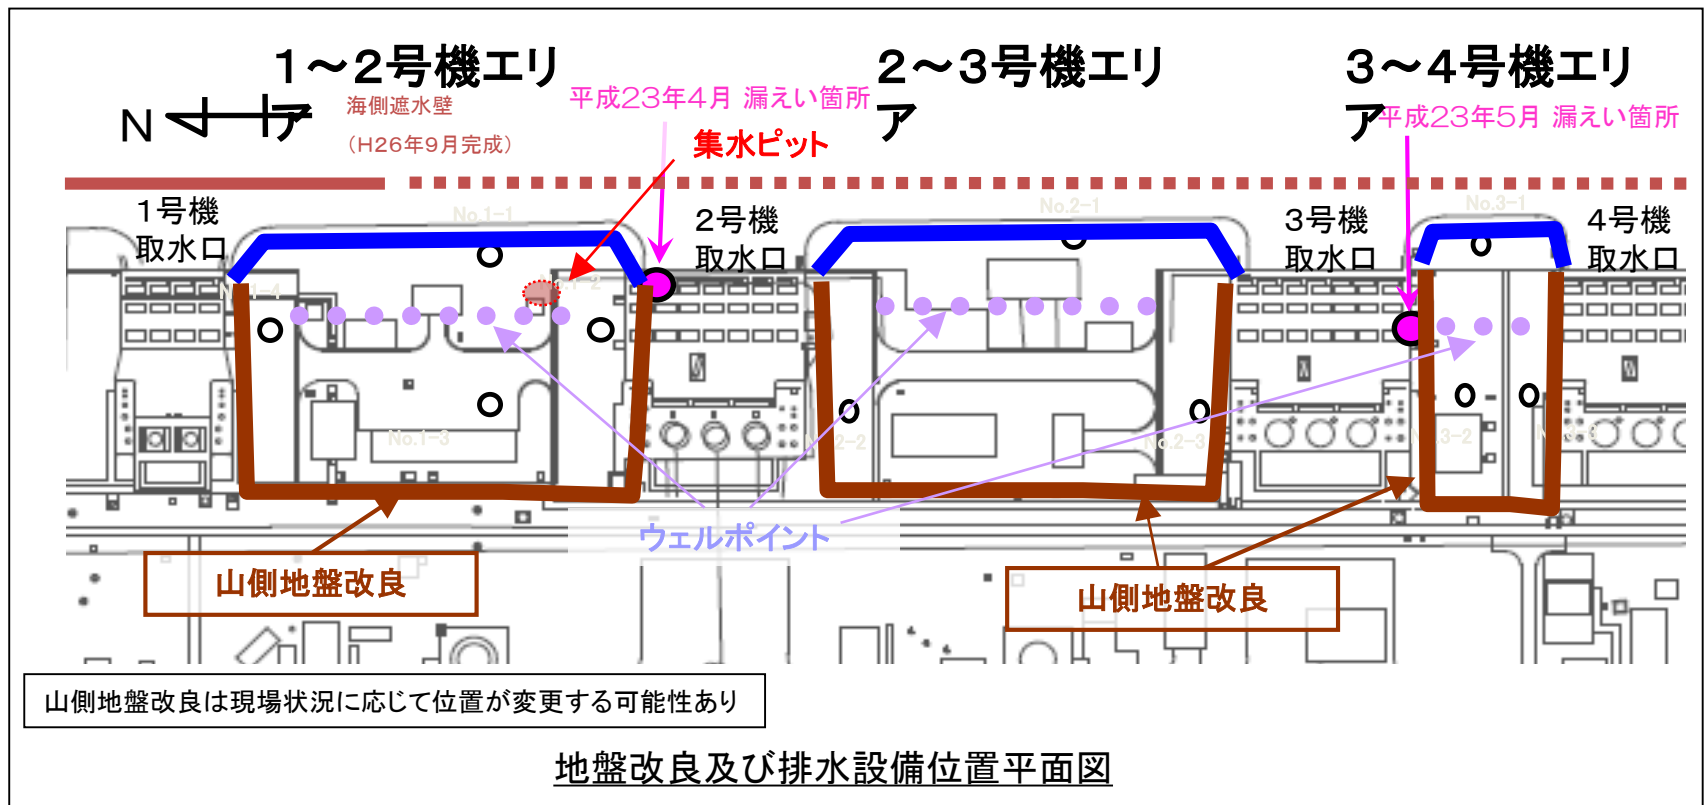 1～2号機エリ
ア
2～3号機エリ
ア
3～4号機エリ
ア
N
海側遮水壁
(H26年9月完成)
平成23年4月 漏えい箇所
集水ピット
平成23年5月 漏えい箇所
1号機
取水口
No.1-1
2号機
取水口
No.2-1
3号機
取水口
No.3-1
4号機
取水口
No.1-3
2-2
No.2-3
No.3-2
ウェルポイント
山側地盤改良
山側地盤改良
山側地盤改良は現場状況に応じて位置が変更する可能性あり
地盤改良及び排水設備位置平面図